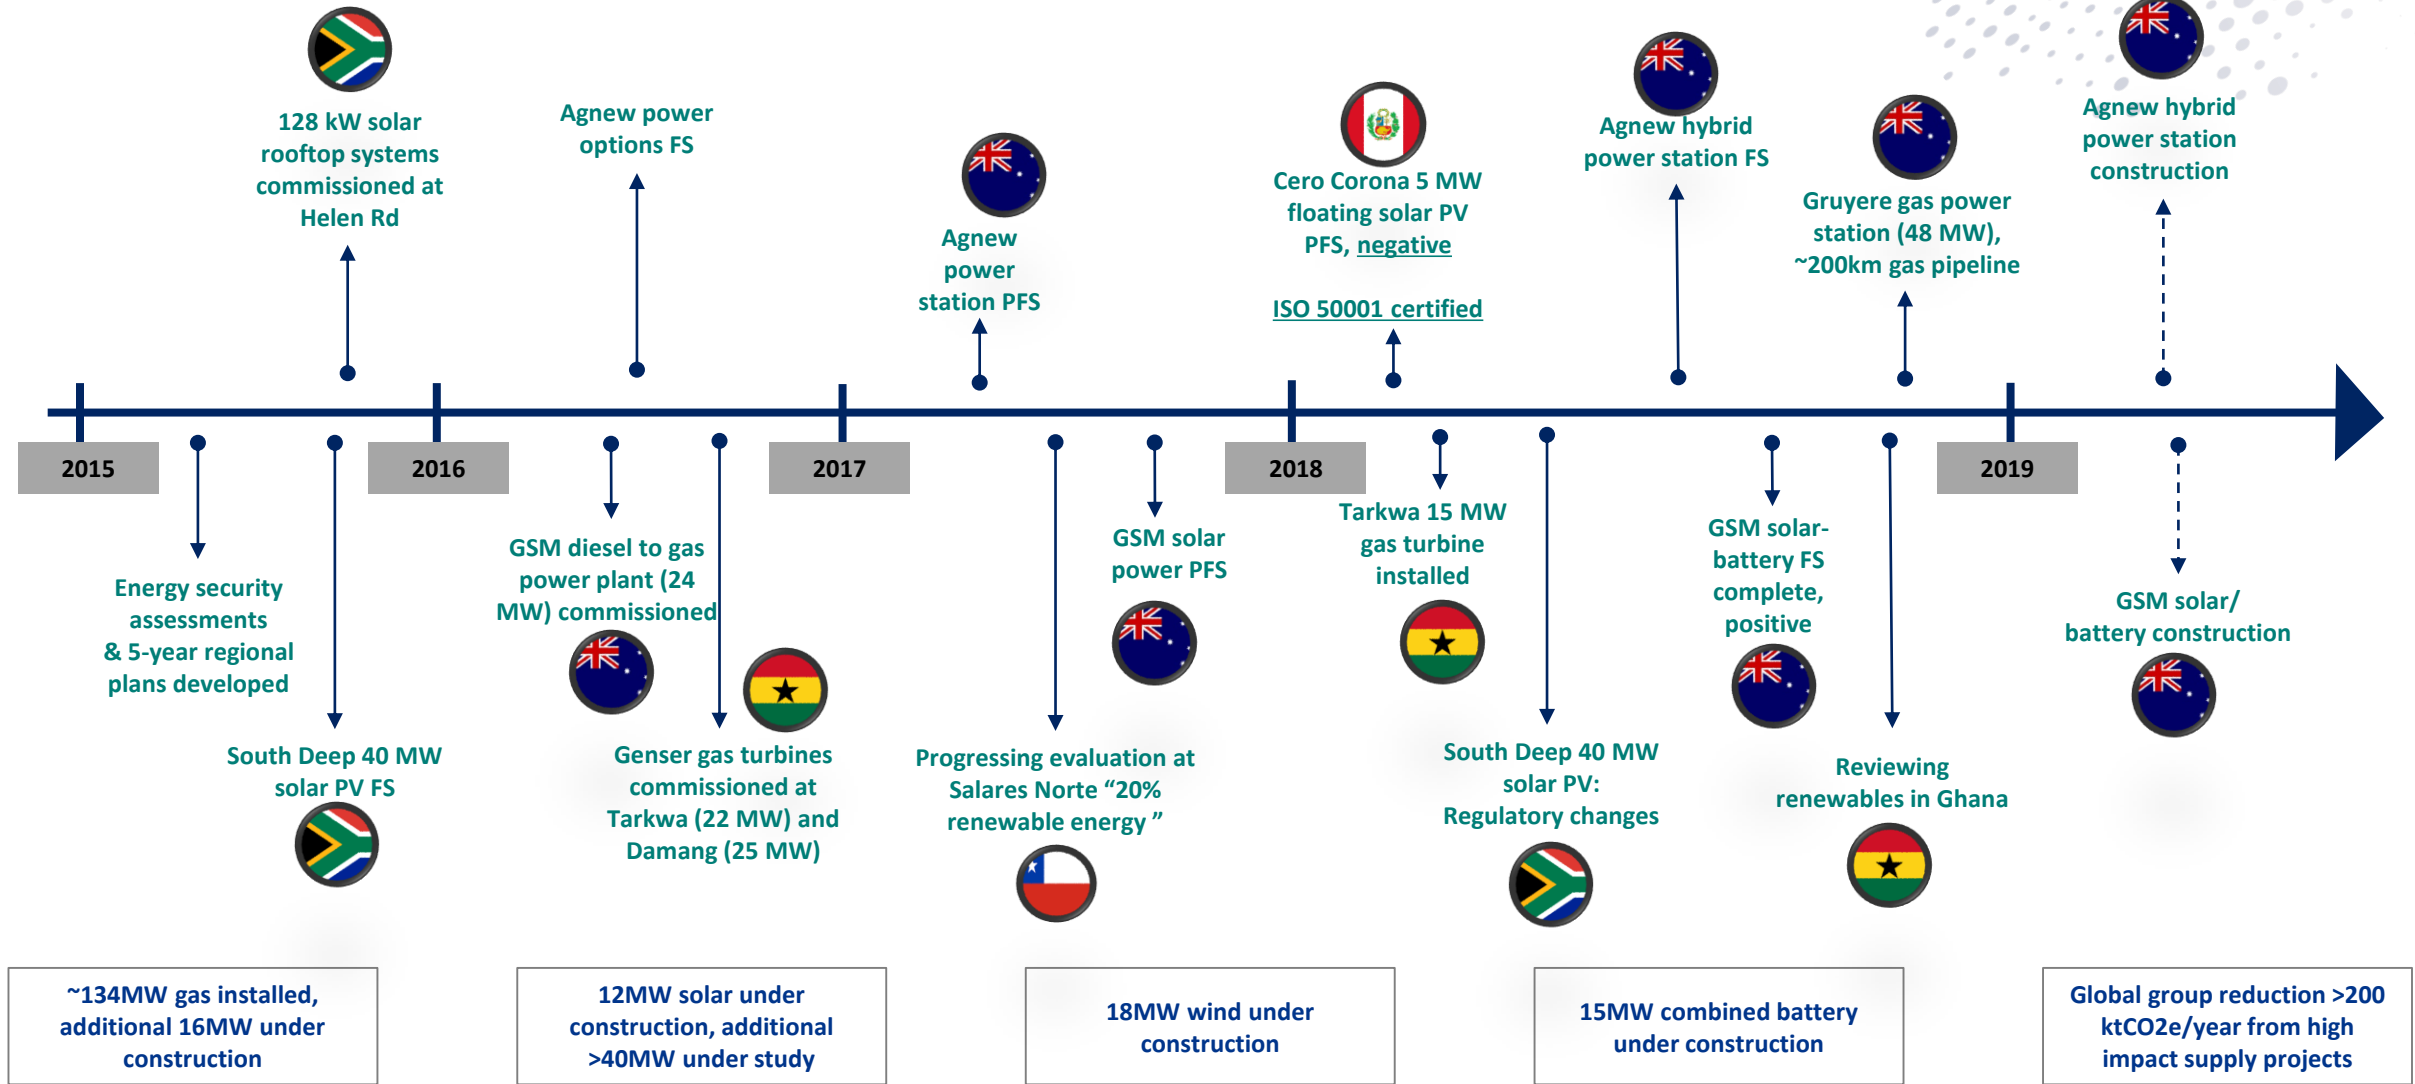 128 kW solar
rooftop systems
commissioned at
Helen Rd
Agnew power
options FS
Agnew
power
station PFS
Cero Corona 5 MW
floating solar PV
PFS, negative
ISO 50001 certified
Agnew hybrid
power station FS
Gruyere gas power
station (48 MW),
~200km gas pipeline
Agnew hybrid
power station
construction
2015
2016
2017
2018
2019
Energy security
assessments
& 5-year regional
plans developed
South Deep 40 MW
solar PV FS
GSM diesel to gas
power plant (24
MW) commissioned
Genser gas turbines
commissioned at
Tarkwa (22 MW) and
Damang (25 MW)
Progressing evaluation at
Salares Norte “20%
renewable energy ”
GSM solar
power PFS
Tarkwa 15 MW
gas turbine
installed
South Deep 40 MW
solar PV:
Regulatory changes
GSM solar-
battery FS
complete,
positive
Reviewing
renewables in Ghana
GSM solar/
battery construction
~134MW gas installed,
additional 16MW under
construction
12MW solar under
construction, additional
>40MW under study
18MW wind under
construction
15MW combined battery
under construction
Global group reduction >200
ktCO2e/year from high
impact supply projects